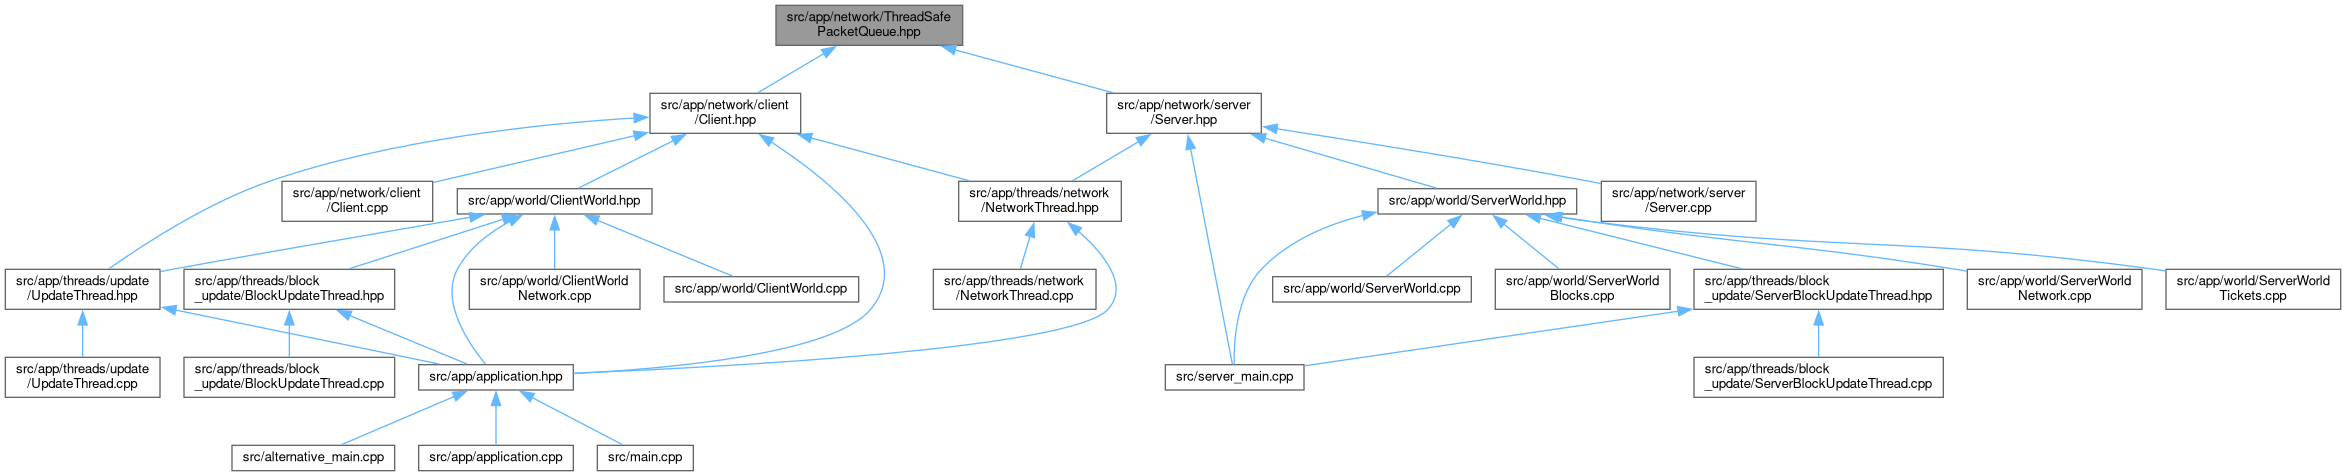 src/app/network/ThreadSafe
PacketQueue.hpp
src/app/network/client
/Client.hpp
src/app/network/server
/Server.hpp
src/app/network/client
/Client.cpp
src/app/world/ClientWorld.hpp
src/app/threads/network
/NetworkThread.hpp
src/app/world/ServerWorld.hpp
src/app/network/server
/Server.cpp
src/app/threads/update
/UpdateThread.hpp
src/app/threads/block
_update/BlockUpdateThread.hpp
src/app/world/ClientWorld
Network.cpp
src/app/world/ClientWorld.cpp
src/app/threads/network
/NetworkThread.cpp
src/app/world/ServerWorld.cpp
src/app/world/ServerWorld
Blocks.cpp
src/app/threads/block
_update/ServerBlockUpdateThread.hpp
src/app/world/ServerWorld
Network.cpp
src/app/world/ServerWorld
Tickets.cpp
src/app/threads/update
/UpdateThread.cpp
src/app/threads/block
_update/BlockUpdateThread.cpp
src/app/application.hpp
src/server_main.cpp
src/app/threads/block
_update/ServerBlockUpdateThread.cpp
src/alternative_main.cpp
src/app/application.cpp
src/main.cpp